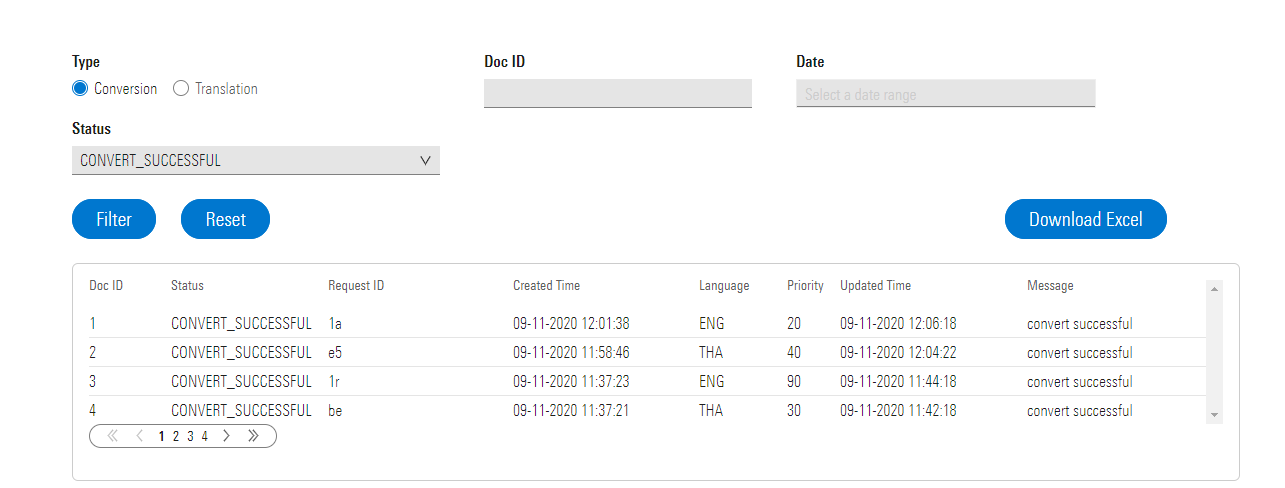 Type Doc ID Date
Conversion Translation Select a date range
Status
CONVERT_SUCCESSFUL
Filter Reset Download Excel
Doc ID Status Request ID Created Time Language Priority Updated Time Message
1 CONVERT_SUCCESSFUL 1a 09-11-2020 12:01:38 ENG 20 09-11-2020 12:06:18 convert successful
2 CONVERT_SUCCESSFUL e5 09-11-2020 11:58:46 THA 40 09-11-2020 12:04:22 convert successful
3 CONVERT_SUCCESSFUL 1r 09-11-2020 11:37:23 ENG 90 09-11-2020 11:44:18 convert successful
4 CONVERT_SUCCESSFUL be 09-11-2020 11:37:21 THA 30 09-11-2020 11:42:18 convert successful
1 2 3 4